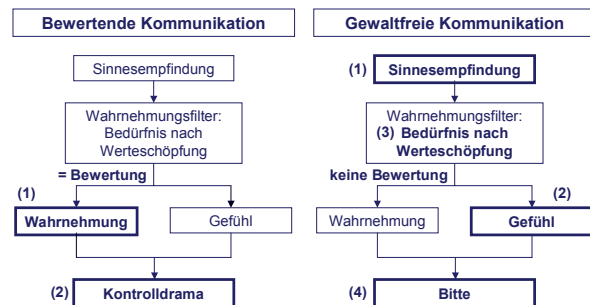 Bewertende Kommunikation
Sinnesempfindung
Wahrnehmungsfilter:
Bedürfnis nach
Werteschöpfung
= Bewertung
(1)
Wahrnehmung
Gefühl
(2)
Kontrolldrama
Gewaltfreie Kommunikation
(1)
Sinnesempfindung
Wahrnehmungsfilter:
(3) Bedürfnis nach
Werteschöpfung
keine Bewertung
(2)
Wahrnehmung
Gefühl
(4)
Bitte